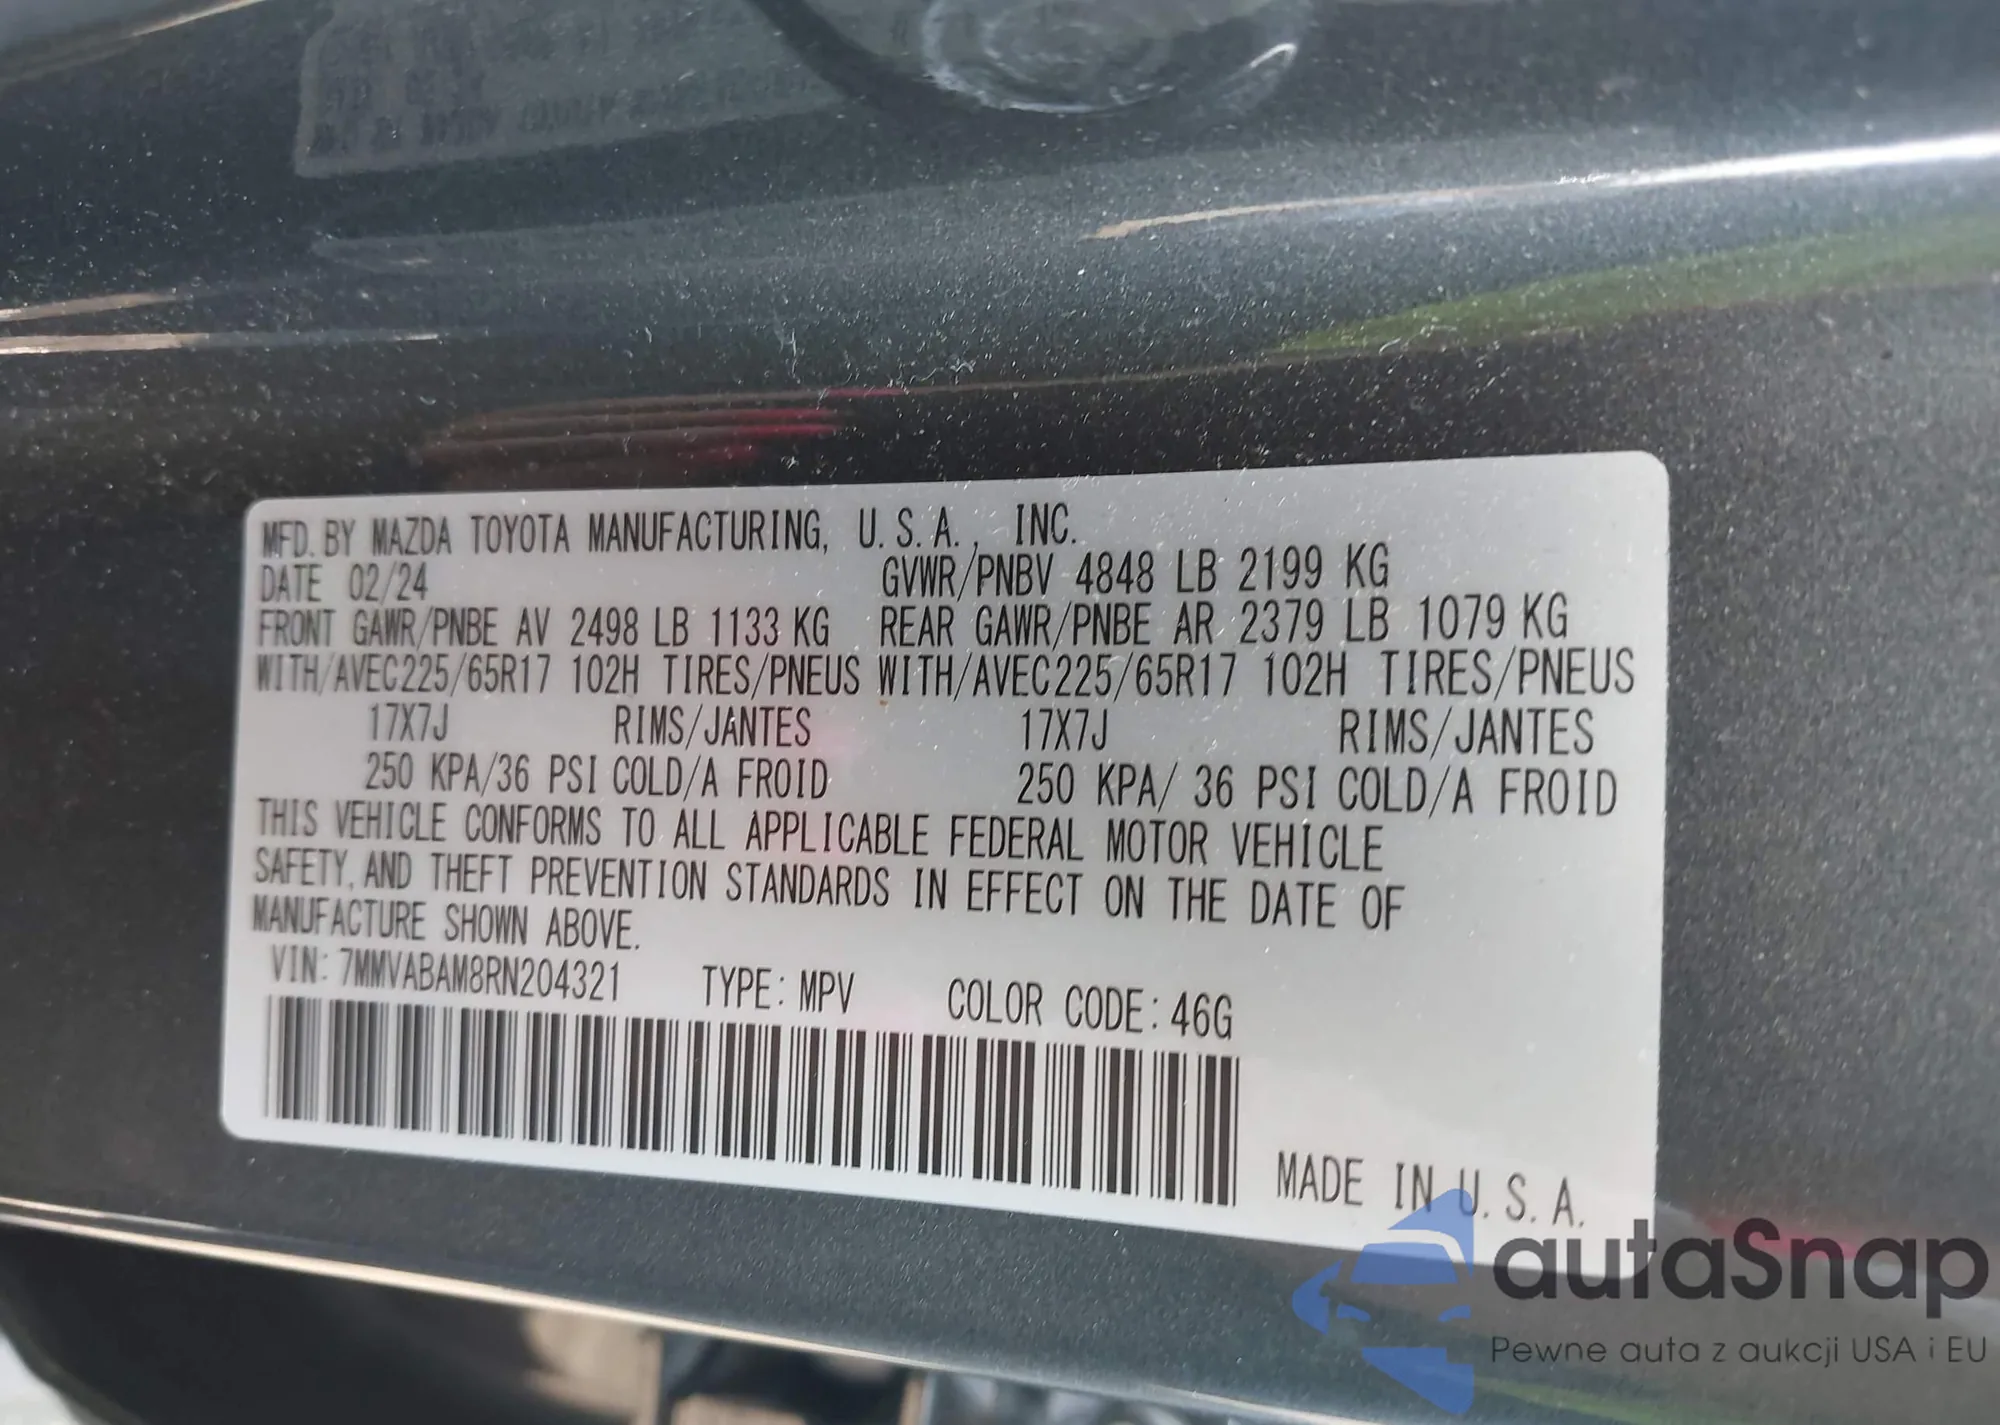 MFD. BY MAZDA TOYOTA MANUFACTURING, U.S.A., INC.
DATE 02/24 GVWR/PNBV 4848 LB 2199 KG
FRONT GAWR/PNBE AV 2498 LB 1133 KG REAR GAWR/PNBE AR 2379 LB 1079 KG
WITH/AVEC225/65R17 102H TIRES/PNEUS WITH/AVEC225/65R17 102H TIRES/PNEUS
17X7J RIMS/JANTES 17X7J RIMS/JANTES
250 KPA/36 PSI COLD/A FROID 250 KPA/ 36 PSI COLD/A FROID
THIS VEHICLE CONFORMS TO ALL APPLICABLE FEDERAL MOTOR VEHICLE
SAFETY, AND THEFT PREVENTION STANDARDS IN EFFECT ON THE DATE OF
MANUFACTURE SHOWN ABOVE.
VIN: 7MMVABAM8RN204321 TYPE: MPV COLOR CODE: 46G
MADE IN U.S.A.
autaSnap
Pewne auta z aukcji USA i EU